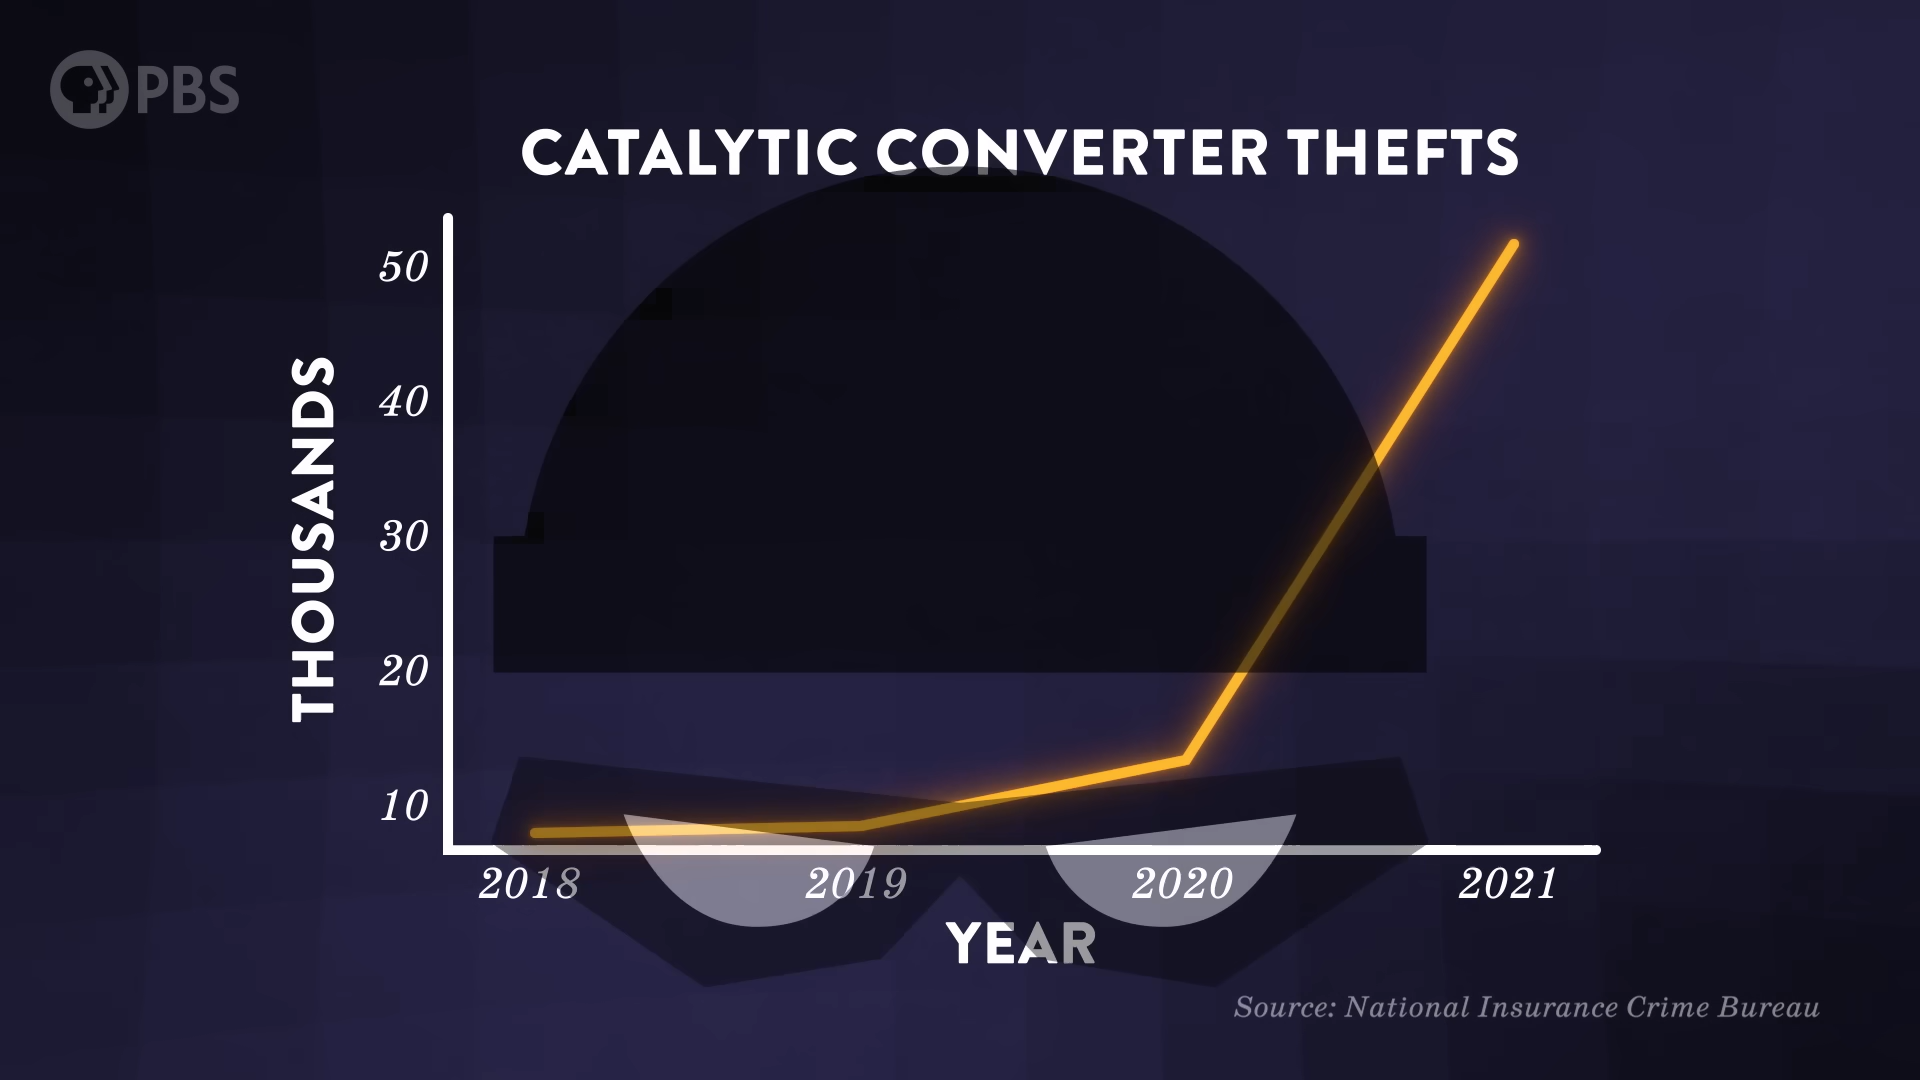 PBS
CATALYTIC CONVERTER THEFTS
50
40
30
20
10
THOUSANDS
2018 2019 2020 2021
YEAR
Source: National Insurance Crime Bureau